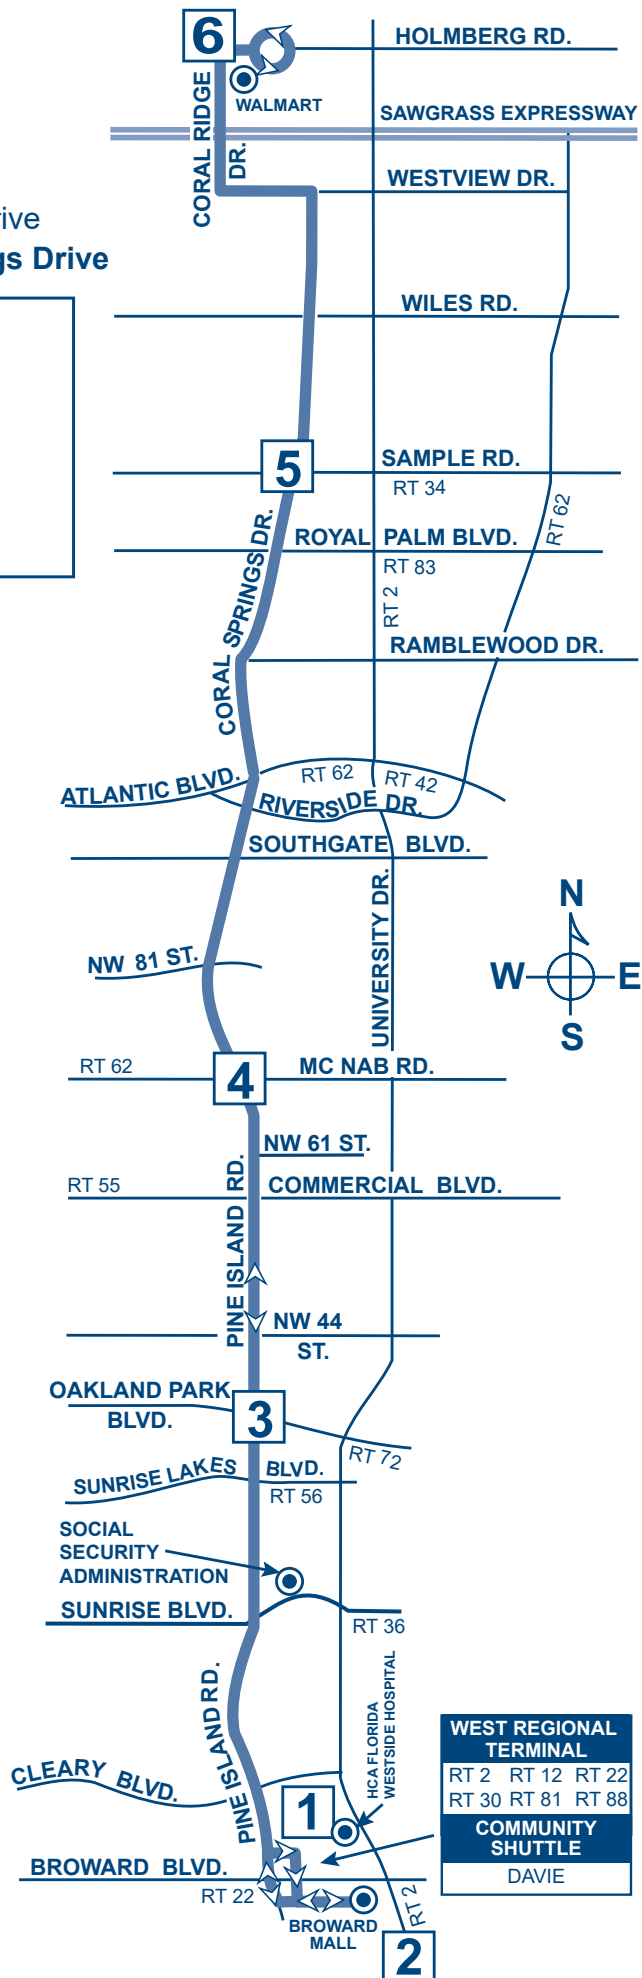 6
HOLMBERG RD.
WALMART
CORAL RIDGE
DR.
SAWGRASS EXPRESSWAY
WESTVIEW DR.
ive
gs Drive
WILES RD.
5
SAMPLE RD.
RT 34
RT 62
CORAL SPRINGS DR.
ROYAL PALM BLVD.
RT 83
RT 2
RAMBLEWOOD DR.
ATLANTIC BLVD.
RT 62
RT 42
RIVERSIDE DR.
SOUTHGATE BLVD.
UNIVERSITY DR.
N
W
E
S
NW 81 ST.
RT 62
4
MC NAB RD.
NW 61 ST.
PINE ISLAND RD.
RT 55
COMMERCIAL BLVD.
NW 44
ST.
OAKLAND PARK
BLVD.
3
RT 72
SUNRISE LAKES BLVD.
RT 56
SOCIAL
SECURITY
ADMINISTRATION
SUNRISE BLVD.
RT 36
PINE ISLAND RD.
HCA FLORIDA
WESTSIDE HOSPITAL
CLEARY BLVD.
1
WEST REGIONAL
TERMINAL
RT 2 RT 12 RT 22
RT 30 RT 81 RT 88
COMMUNITY
SHUTTLE
DAVIE
BROWARD BLVD.
RT 22
BROWARD
MALL
RT 2
2